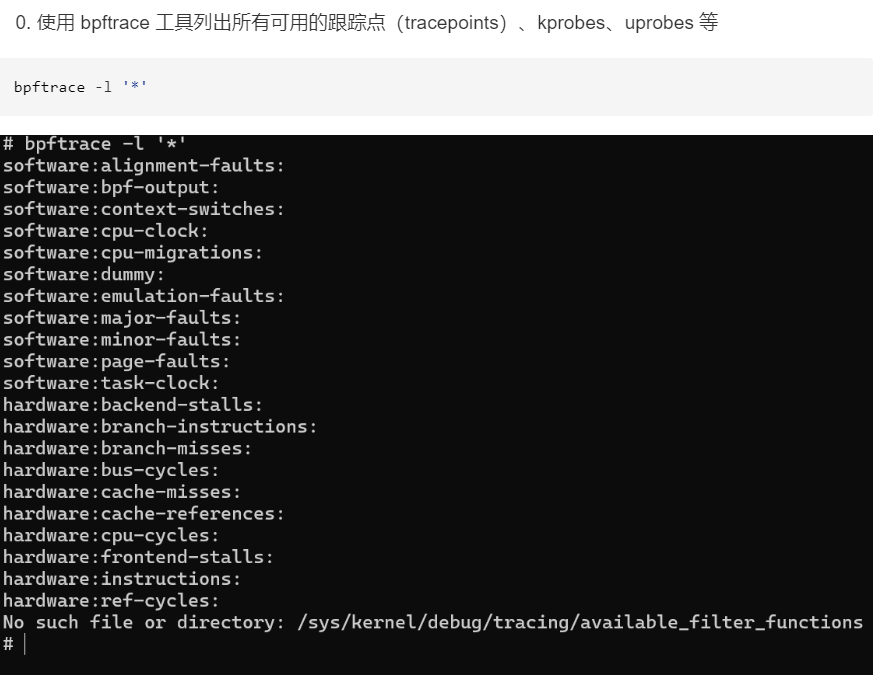 0. 使用 bpftrace 工具列出所有可用的跟踪点（tracepoints）、kprobes、uprobes 等
bpftrace -l '*'
# bpftrace -l '*'
software:alignment-faults:
software:bpf-output:
software:context-switches:
software:cpu-clock:
software:cpu-migrations:
software:dummy:
software:emulation-faults:
software:major-faults:
software:minor-faults:
software:page-faults:
software:task-clock:
hardware:backend-stalls:
hardware:branch-instructions:
hardware:branch-misses:
hardware:bus-cycles:
hardware:cache-misses:
hardware:cache-references:
hardware:cpu-cycles:
hardware:frontend-stalls:
hardware:instructions:
hardware:ref-cycles:
No such file or directory: /sys/kernel/debug/tracing/available_filter_functions
#